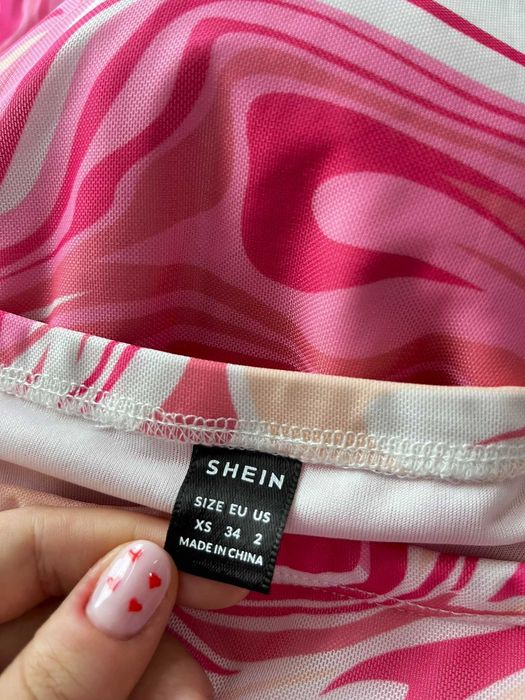 SHEIN
SIZE EU US
XS 34 2
MADE IN CHINA